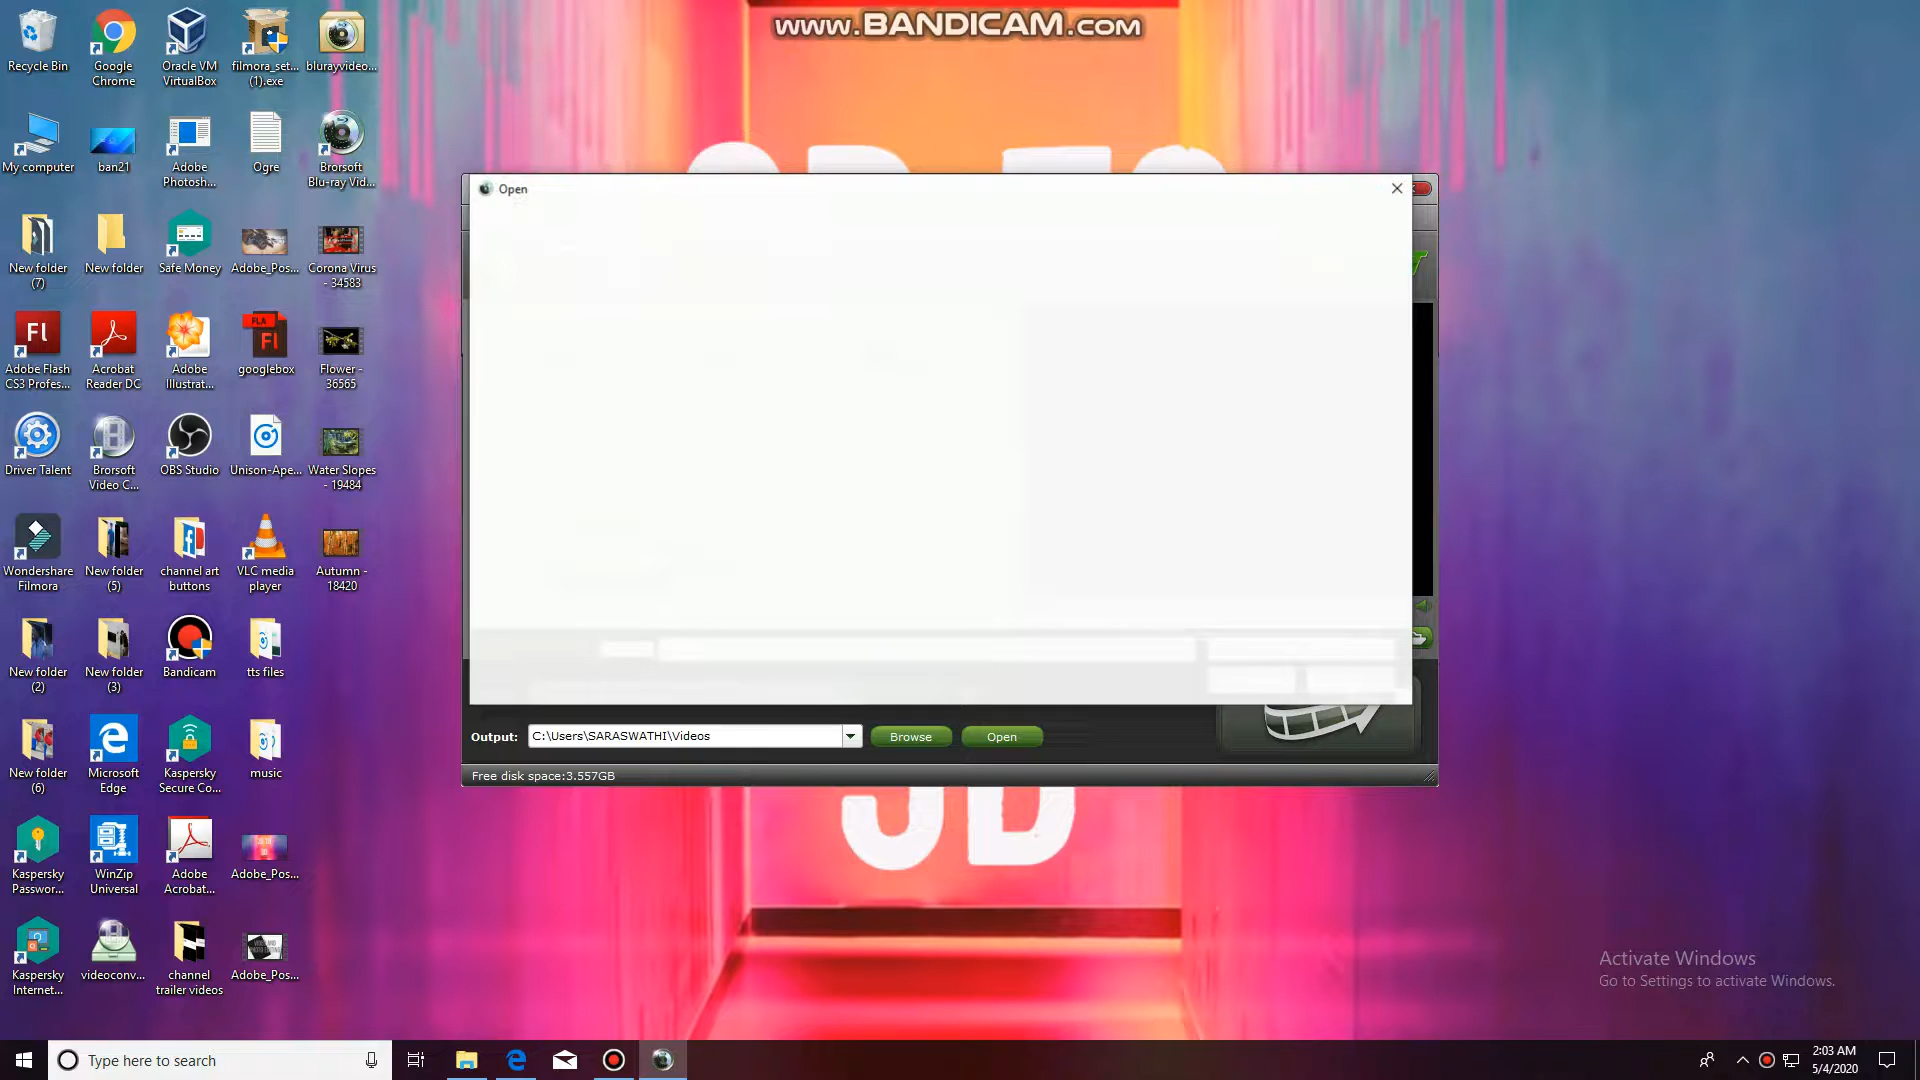 www.BANDICAM.com
Recycle Bin
Google
Chrome
Oracle VM
VirtualBox
filmora_set...
(1).exe
blurayvideo...
My computer
ban21
Adobe
Photosh...
Ogre
Brorsoft
Blu-ray Vid...
New folder
(7)
New folder
Safe Money
Adobe_Pos...
Corona Virus
- 34583
Fl
Adobe Flash
CS3 Profes...
Acrobat
Reader DC
Adobe
Illustrat...
FLA
Fl
googlebox
Flower -
36565
Driver Talent
Brorsoft
Video C...
OBS Studio
Unison-Ape...
Water Slopes
- 19484
Wondershare
Filmora
New folder
(5)
channel art
buttons
VLC media
player
Autumn -
18420
New folder
(2)
New folder
(3)
Bandicam
tts files
New folder
(6)
Microsoft
Edge
Kaspersky
Secure Co...
music
Kaspersky
Passwor...
WinZip
Universal
Adobe
Acrobat...
Adobe_Pos...
Kaspersky
Internet...
videoconv...
channel
trailer videos
Adobe_Pos...
Open
Output:
C:\Users\SARASWATHI\Videos
Browse
Open
Free disk space:3.557GB
3D
Activate Windows
Go to Settings to activate Windows.
Type here to search
2:03 AM
5/4/2020